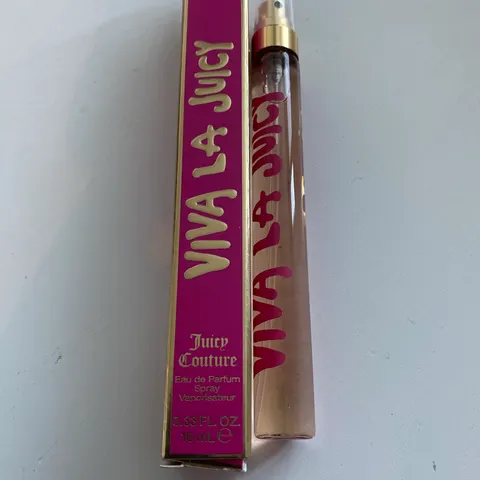 VIVA LA JUICY
Juicy
Couture
Eau de Parfum
Spray
Vaporisateur
0.33 FL. OZ.
10 mL e
VIVA LA JUICY